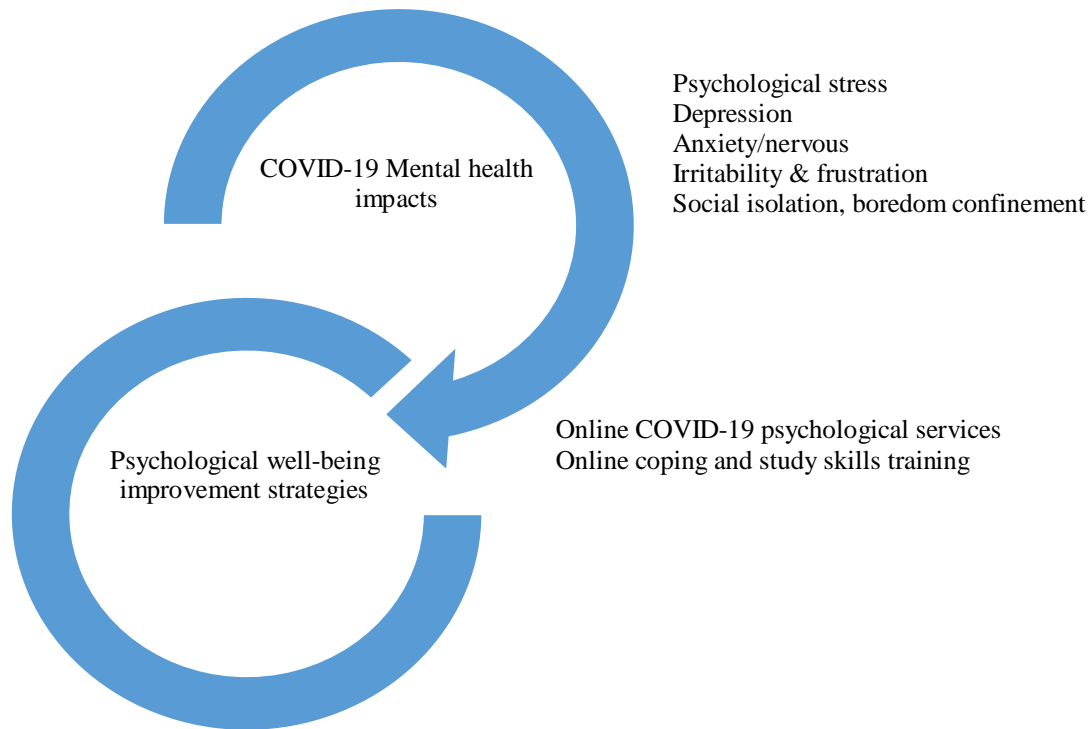 COVID-19 Mental health
impacts
Psychological stress
Depression
Anxiety/nervous
Irritability & frustration
Social isolation, boredom confinement
Psychological well-being
improvement strategies
Online COVID-19 psychological services
Online coping and study skills training